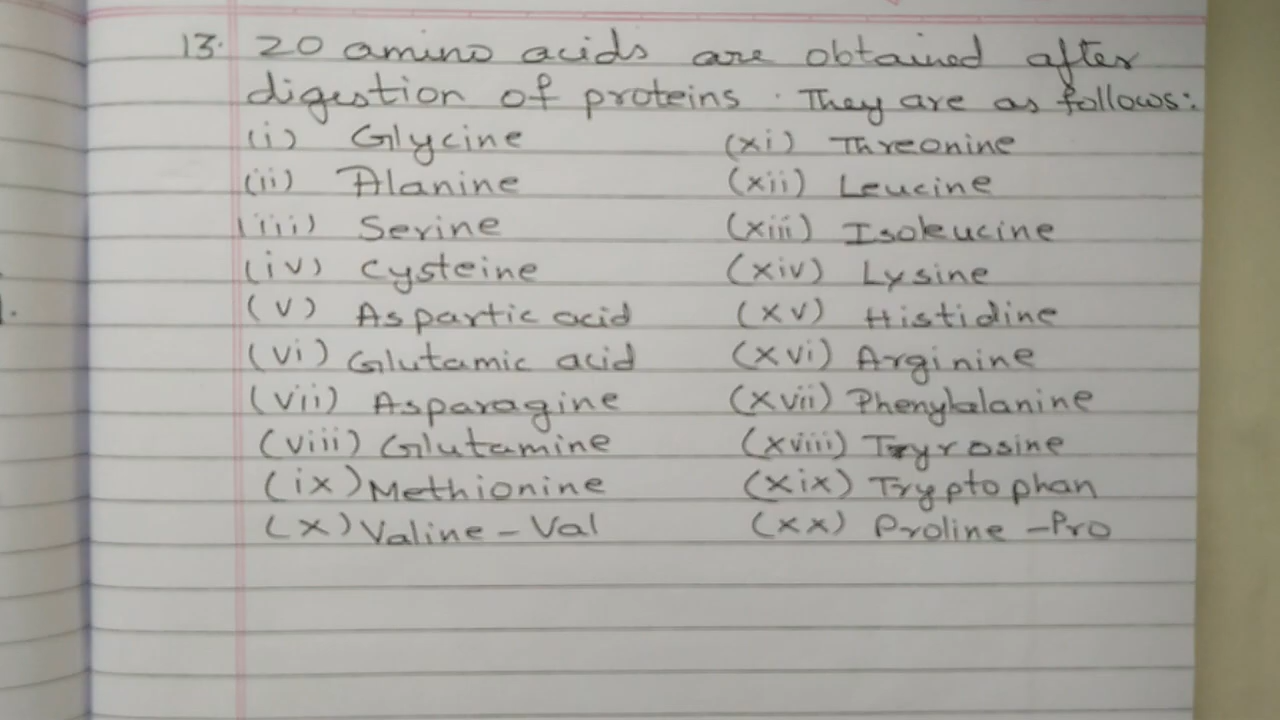 13. 20 amino acids are obtained after
digestion of proteins. They are as follows:
(i) Glycine (xi) Threonine
(ii) Alanine (xii) Leucine
(iii) Serine (xiii) Isoleucine
(iv) Cysteine (xiv) Lysine
(v) Aspartic acid (xv) Histidine
(vi) Glutamic acid (xvi) Arginine
(vii) Asparagine (xvii) Phenylalanine
(viii) Glutamine (xviii) Tyrosine
(ix) Methionine (xix) Tryptophan
(x) Valine - Val (xx) Proline - Pro